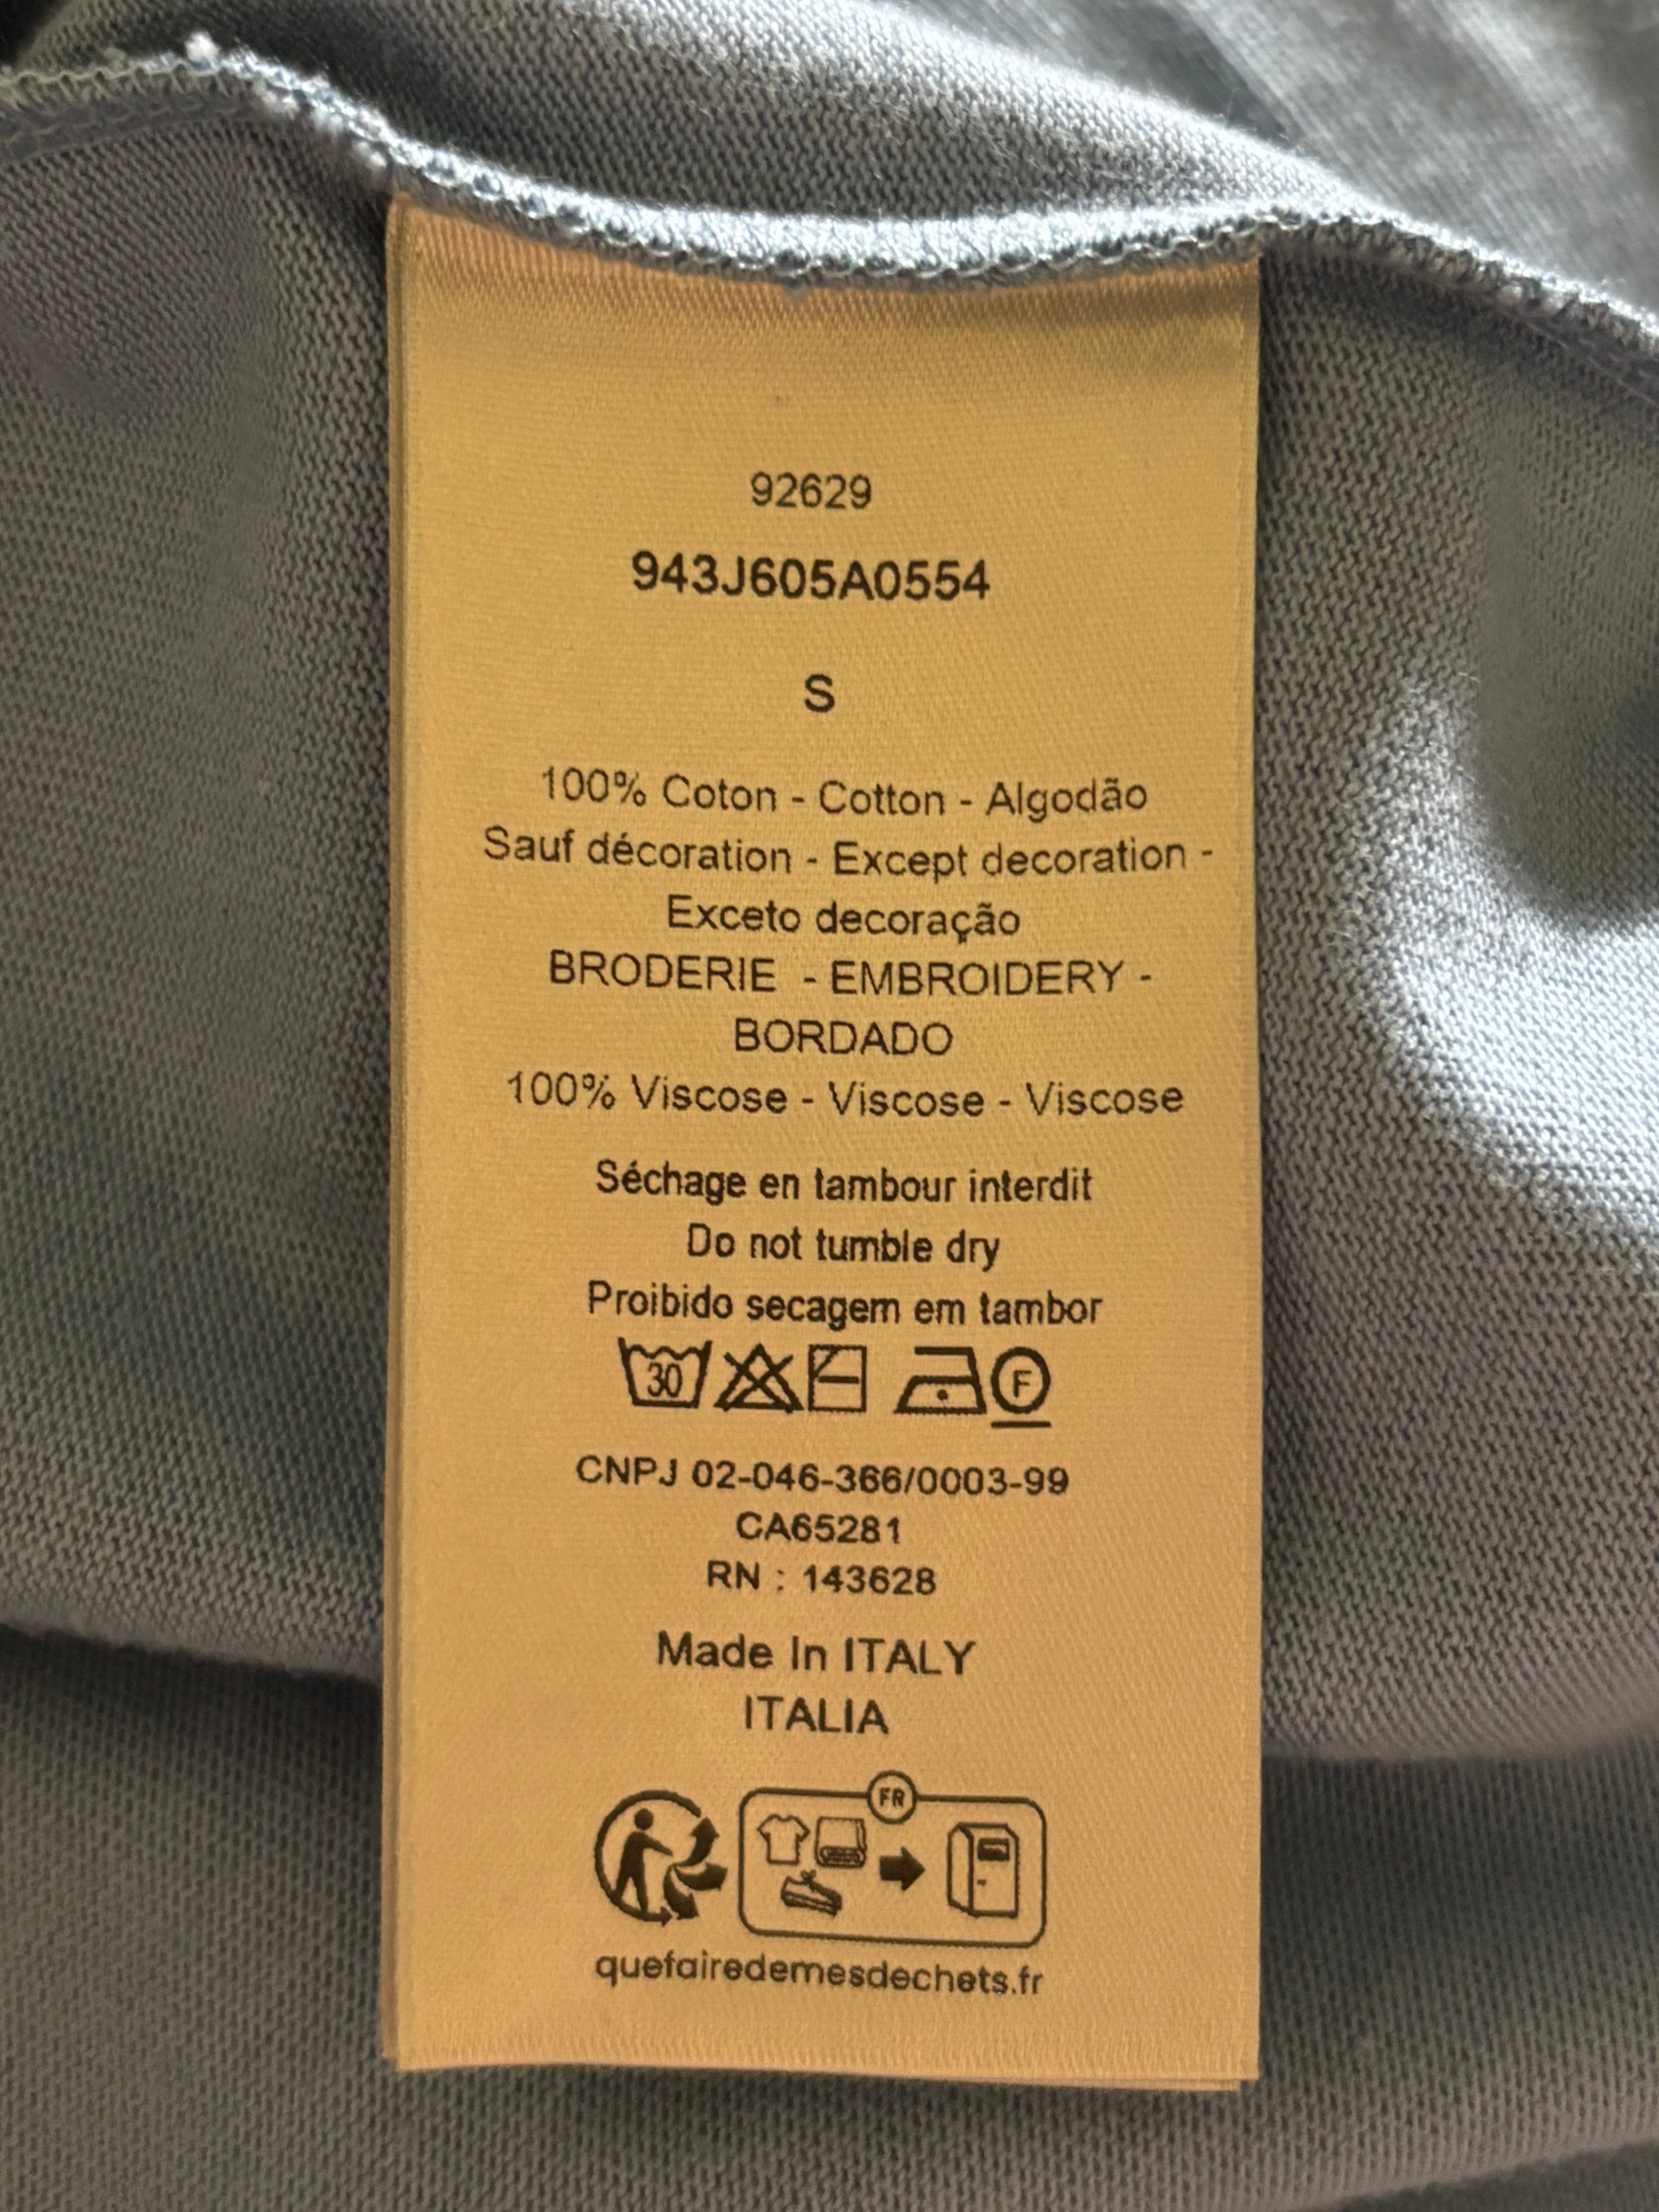 92629
943J605A0554
S
100% Coton - Cotton - Algodão
Sauf décoration - Except decoration -
Exceto decoração
BRODERIE - EMBROIDERY -
BORDADO
100% Viscose - Viscose - Viscose
Séchage en tambour interdit
Do not tumble dry
Proibido secagem em tambor
30 F
CNPJ 02-046-366/0003-99
CA65281
RN : 143628
Made In ITALY
ITALIA
FR
quefairedemesdechets.fr